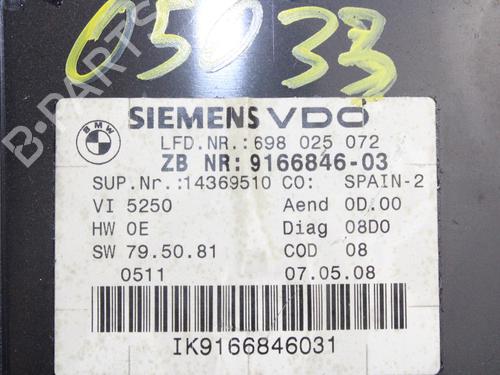 05033
B-PARTS
BMW
SIEMENS VDO
LFD.NR.: 698 025 072
ZB NR: 9166846-03
SUP.Nr.:14369510 CO: SPAIN-2
VI 5250 Aend 0D.00
HW 0E Diag 08D0
SW 79.50.81 COD 08
0511 07.05.08
IK9166846031